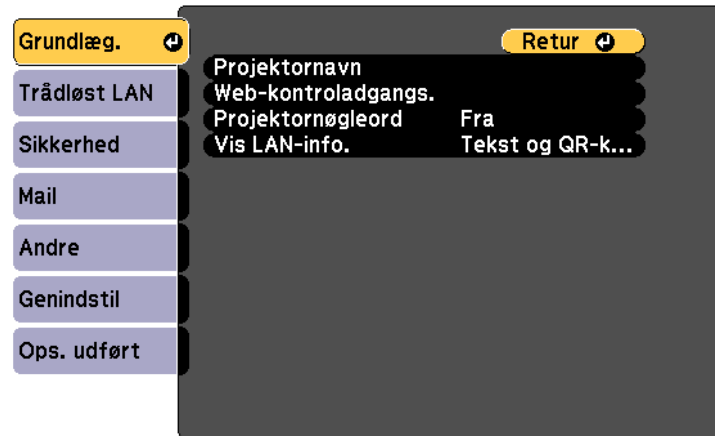 Grundlæg.
Retur
Projektornavn
Trådløst LAN
Web-kontroladgangs.
Projektornøgleord Fra
Sikkerhed
Vis LAN-info. Tekst og QR-k...
Mail
Andre
Genindstil
Ops. udført